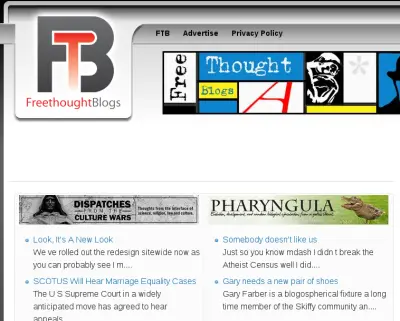 FTB Advertise Privacy Policy
FTB
FreethoughtBlogs
Free Thought Blogs A *
DISPATCHES
FROM THE
CULTURE WARS
Thoughts from the interface of
science, religion, law and culture.
Look, It's A New Look
We ve rolled out the redesign sitewide now as
you can probably see I m....
SCOTUS Will Hear Marriage Equality Cases
The U S Supreme Court in a widely
anticipated move has agreed to hear
appeals
PHARYNGULA
Evolution, development, and random biological ejaculations from a godless liberal
Somebody doesn't like us
Just so you know mdash I didn t break the
Atheist Census well I did....
Gary needs a new pair of shoes
Gary Farber is a blogospherical fixture a long
time member of the Skiffy community an....